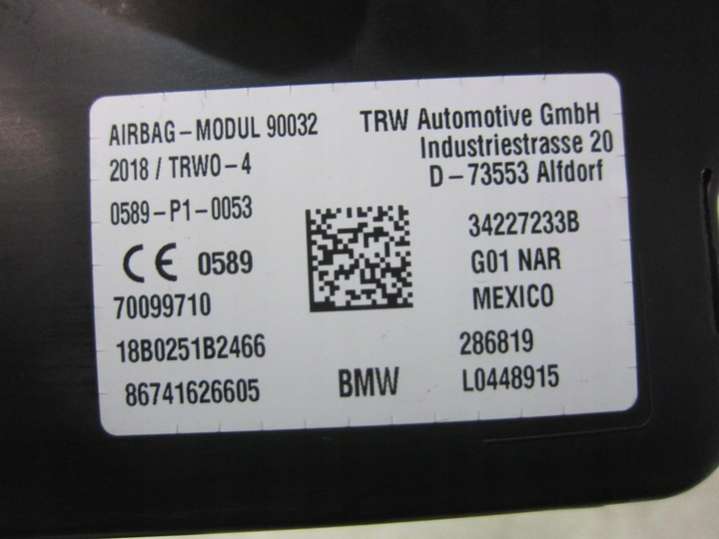 AIRBAG-MODUL 90032
2018 / TRWO-4
0589-P1-0053
CE 0589
70099710
18B0251B2466
86741626605
BMW
TRW Automotive GmbH
Industriestrasse 20
D-73553 Alfdorf
34227233B
G01 NAR
MEXICO
286819
L0448915